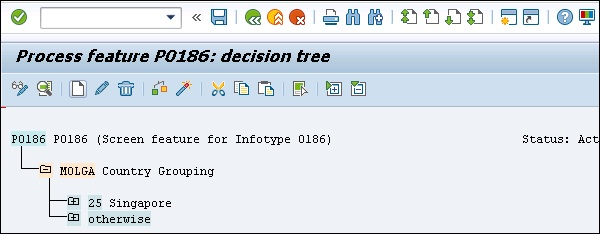 Process feature P0186: decision tree
P0186 P0186 (Screen feature for Infotype 0186) Status: Act
MOLGA Country Grouping
25 Singapore
otherwise